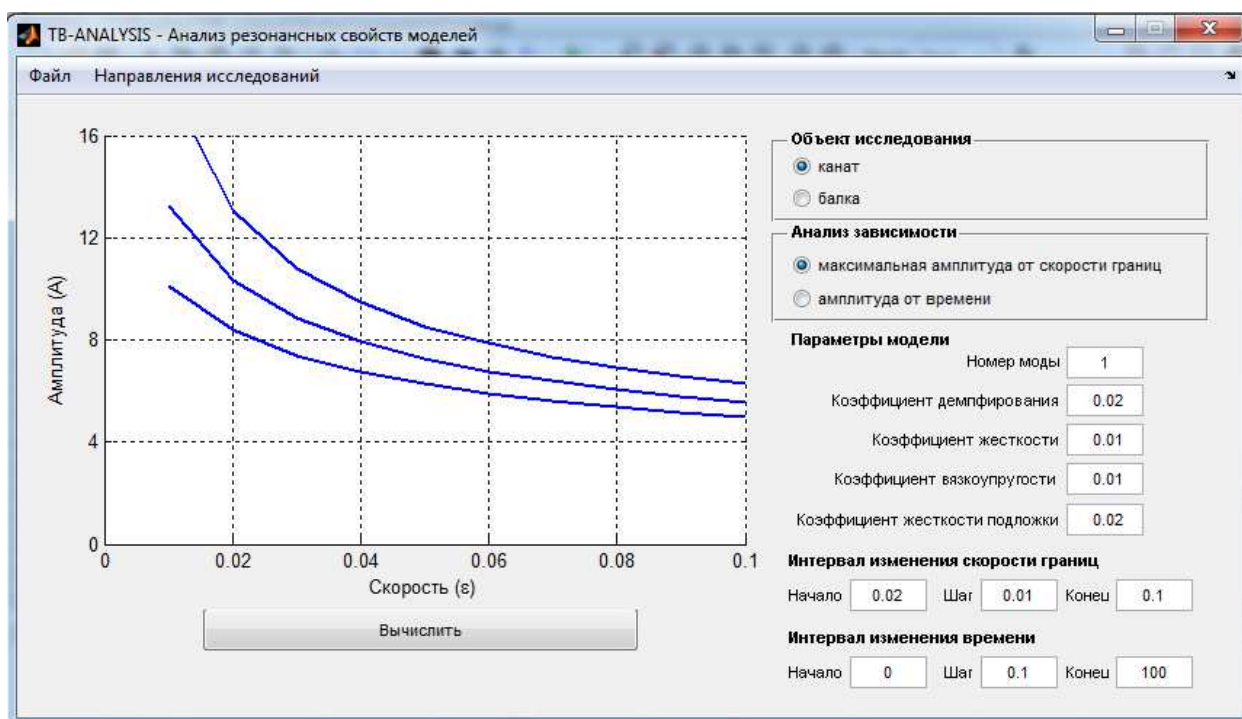 TB-ANALYSIS - Анализ резонансных свойств моделей
Файл Направления исследований
16
12
8
4
0
Амплитуда (A)
0 0.02 0.04 0.06 0.08 0.1
Скорость (ε)
Вычислить
Объект исследования
канат
балка
Анализ зависимости
максимальная амплитуда от скорости границ
амплитуда от времени
Параметры модели
Номер моды 1
Коэффициент демпфирования 0.02
Коэффициент жесткости 0.01
Коэффициент вязкоупругости 0.01
Коэффициент жесткости подложки 0.02
Интервал изменения скорости границ
Начало 0.02 Шаг 0.01 Конец 0.1
Интервал изменения времени
Начало 0 Шаг 0.1 Конец 100